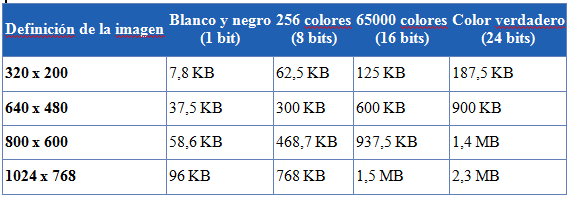 Definición de la imagen Blanco y negro (1 bit) 256 colores (8 bits) 65000 colores (16 bits) Color verdadero (24 bits)
320 x 200 7,8 KB 62,5 KB 125 KB 187,5 KB
640 x 480 37,5 KB 300 KB 600 KB 900 KB
800 x 600 58,6 KB 468,7 KB 937,5 KB 1,4 MB
1024 x 768 96 KB 768 KB 1,5 MB 2,3 MB